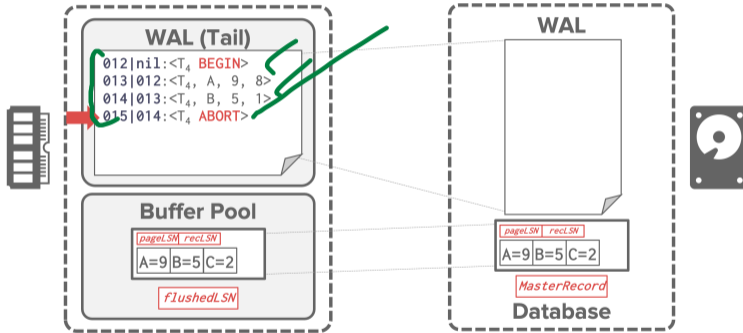 WAL (Tail)
012|nil:<T4 BEGIN>
013|012:<T4, A, 9, 8>
014|013:<T4, B, 5, 1>
015|014:<T4 ABORT>
Buffer Pool
pageLSN recLSN
A=9 B=5 C=2
flushedLSN
WAL
pageLSN recLSN
A=9 B=5 C=2
MasterRecord
Database